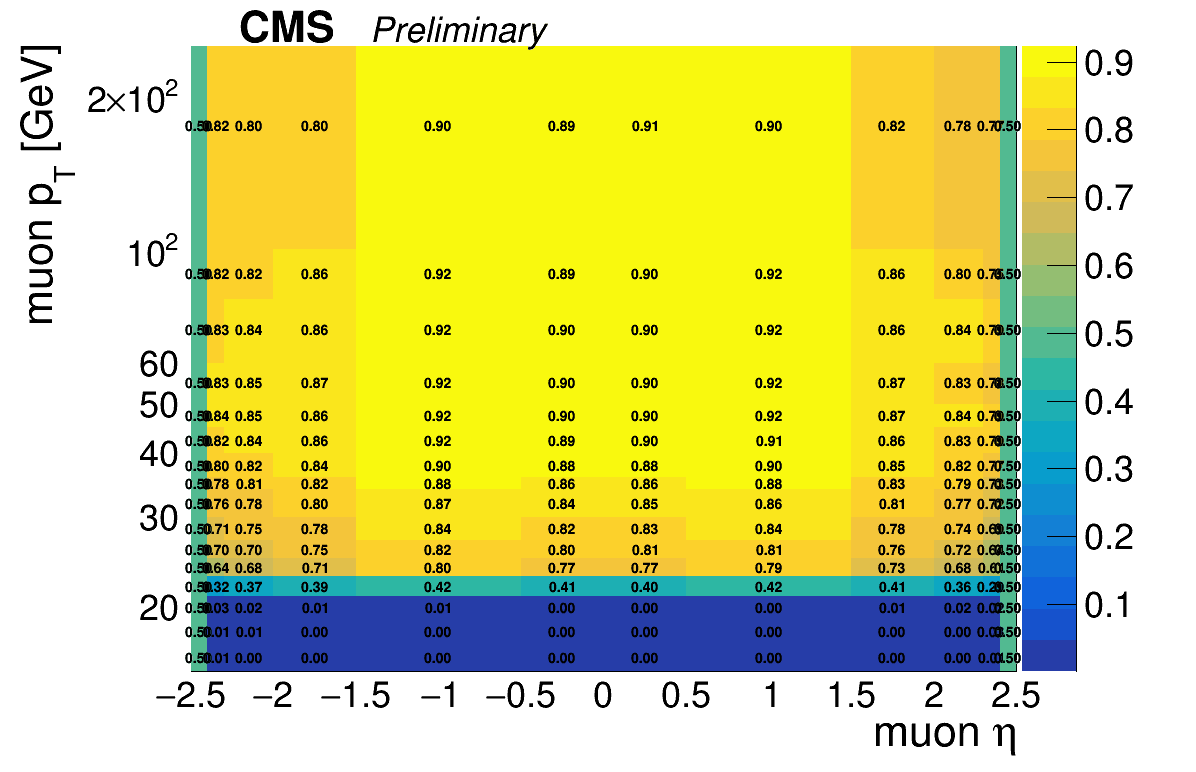 CMS Preliminary
muon p_T [GeV]
2×10²
10²
60
50
40
30
20
0.82 0.80 0.80 0.90 0.89 0.91 0.90 0.82 0.78
0.82 0.82 0.86 0.92 0.89 0.90 0.92 0.86 0.80
0.83 0.84 0.86 0.92 0.90 0.90 0.92 0.86 0.84
0.83 0.85 0.87 0.92 0.90 0.90 0.92 0.87 0.83
0.84 0.85 0.86 0.92 0.90 0.90 0.92 0.87 0.84
0.82 0.84 0.86 0.92 0.89 0.90 0.91 0.86 0.83
0.80 0.82 0.84 0.90 0.88 0.88 0.90 0.85 0.82
0.78 0.81 0.82 0.88 0.86 0.86 0.88 0.83 0.79
0.76 0.78 0.80 0.87 0.84 0.85 0.86 0.81 0.77
0.71 0.75 0.78 0.84 0.82 0.83 0.84 0.78 0.74
0.70 0.70 0.75 0.82 0.80 0.81 0.81 0.76 0.72
0.64 0.68 0.71 0.80 0.77 0.77 0.79 0.73 0.68
0.32 0.37 0.39 0.42 0.41 0.40 0.42 0.41 0.36
0.03 0.02 0.01 0.01 0.00 0.00 0.00 0.01 0.02
0.01 0.01 0.00 0.00 0.00 0.00 0.00 0.00 0.00
0.01 0.00 0.00 0.00 0.00 0.00 0.00 0.00 0.00
−2.5 −2 −1.5 −1 −0.5 0 0.5 1 1.5 2 2.5
muon η
0.9
0.8
0.7
0.6
0.5
0.4
0.3
0.2
0.1